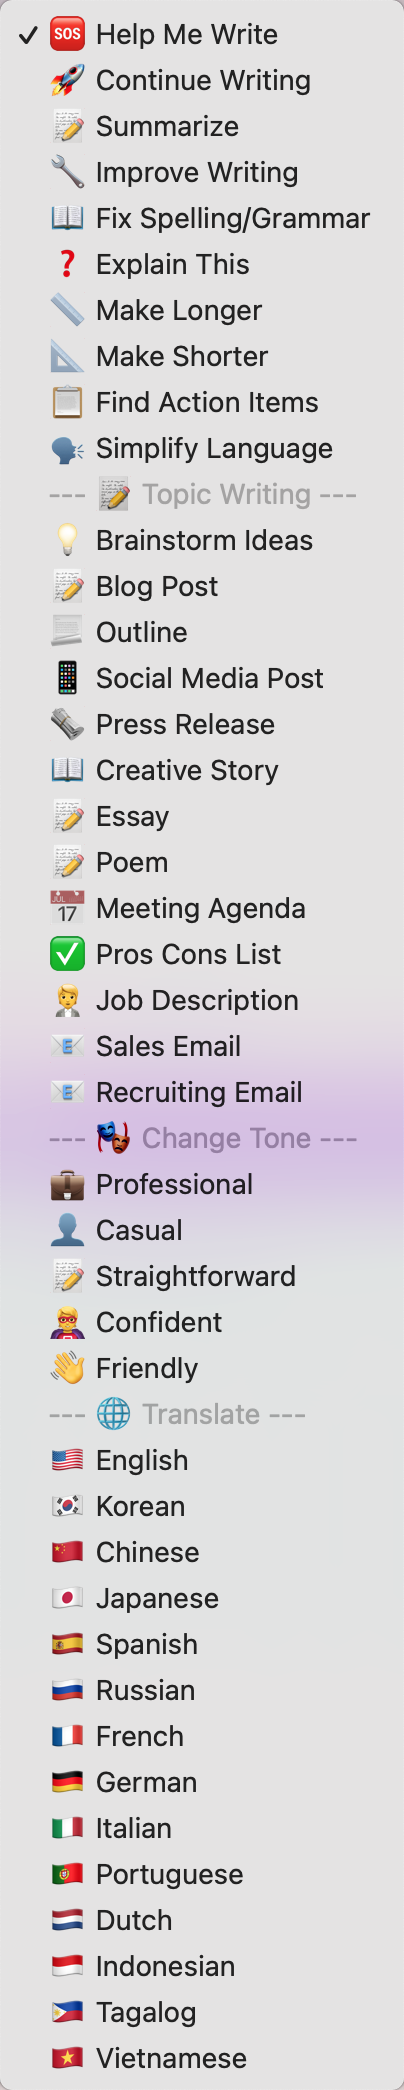 ✓ 🆘 Help Me Write
🚀 Continue Writing
📝 Summarize
🔧 Improve Writing
📖 Fix Spelling/Grammar
❓ Explain This
📏 Make Longer
📐 Make Shorter
📋 Find Action Items
🗣️ Simplify Language
--- 📝 Topic Writing ---
💡 Brainstorm Ideas
📝 Blog Post
📃 Outline
📱 Social Media Post
🗞️ Press Release
📖 Creative Story
📝 Essay
📝 Poem
📅 Meeting Agenda
✅ Pros Cons List
🧑‍💼 Job Description
📧 Sales Email
📧 Recruiting Email
--- 🎭 Change Tone ---
💼 Professional
👤 Casual
📝 Straightforward
🦸 Confident
👋 Friendly
--- 🌐 Translate ---
🇺🇸 English
🇰🇷 Korean
🇨🇳 Chinese
🇯🇵 Japanese
🇪🇸 Spanish
🇷🇺 Russian
🇫🇷 French
🇩🇪 German
🇮🇹 Italian
🇵🇹 Portuguese
🇳🇱 Dutch
🇮🇩 Indonesian
🇵🇭 Tagalog
🇻🇳 Vietnamese